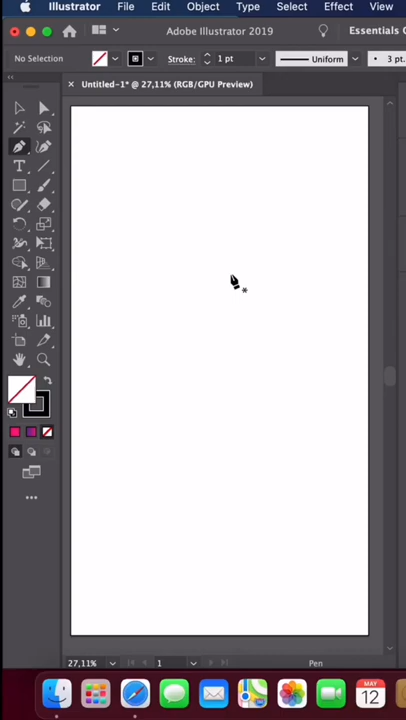 Illustrator File Edit Object Type Select Effect View
Adobe Illustrator 2019 Essentials C
No Selection Stroke: 1 pt Uniform 3 pt.
× Untitled-1* @ 27,11% (RGB/GPU Preview)
T
27,11% 1 Pen
MAY
12